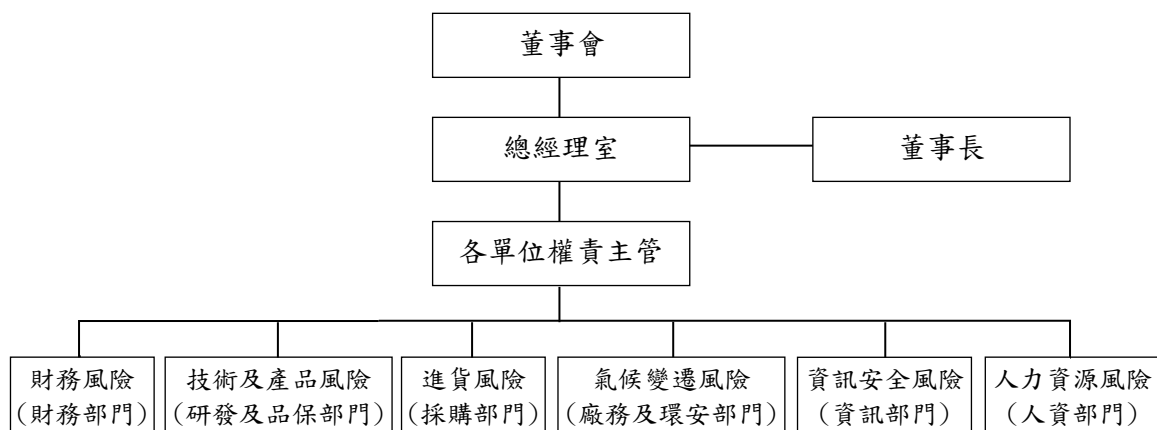 董事會
總經理室
董事長
各單位權責主管
財務風險
(財務部門)
技術及產品風險
(研發及品保部門)
進貨風險
(採購部門)
氣候變遷風險
(廠務及環安部門)
資訊安全風險
(資訊部門)
人力資源風險
(人資部門)